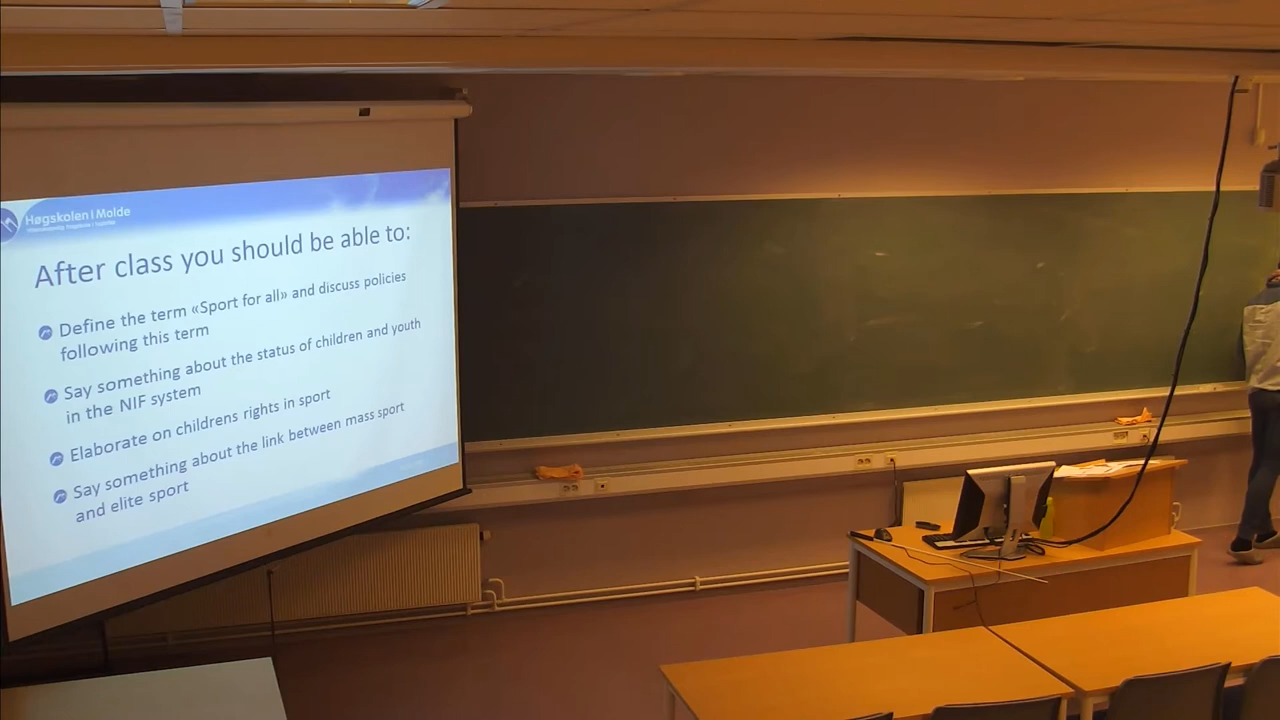 Høgskolen i Molde
After class you should be able to:
Define the term «Sport for all» and discuss policies
following this term
Say something about the status of children and youth
in the NIF system
Elaborate on childrens rights in sport
Say something about the link between mass sport
and elite sport